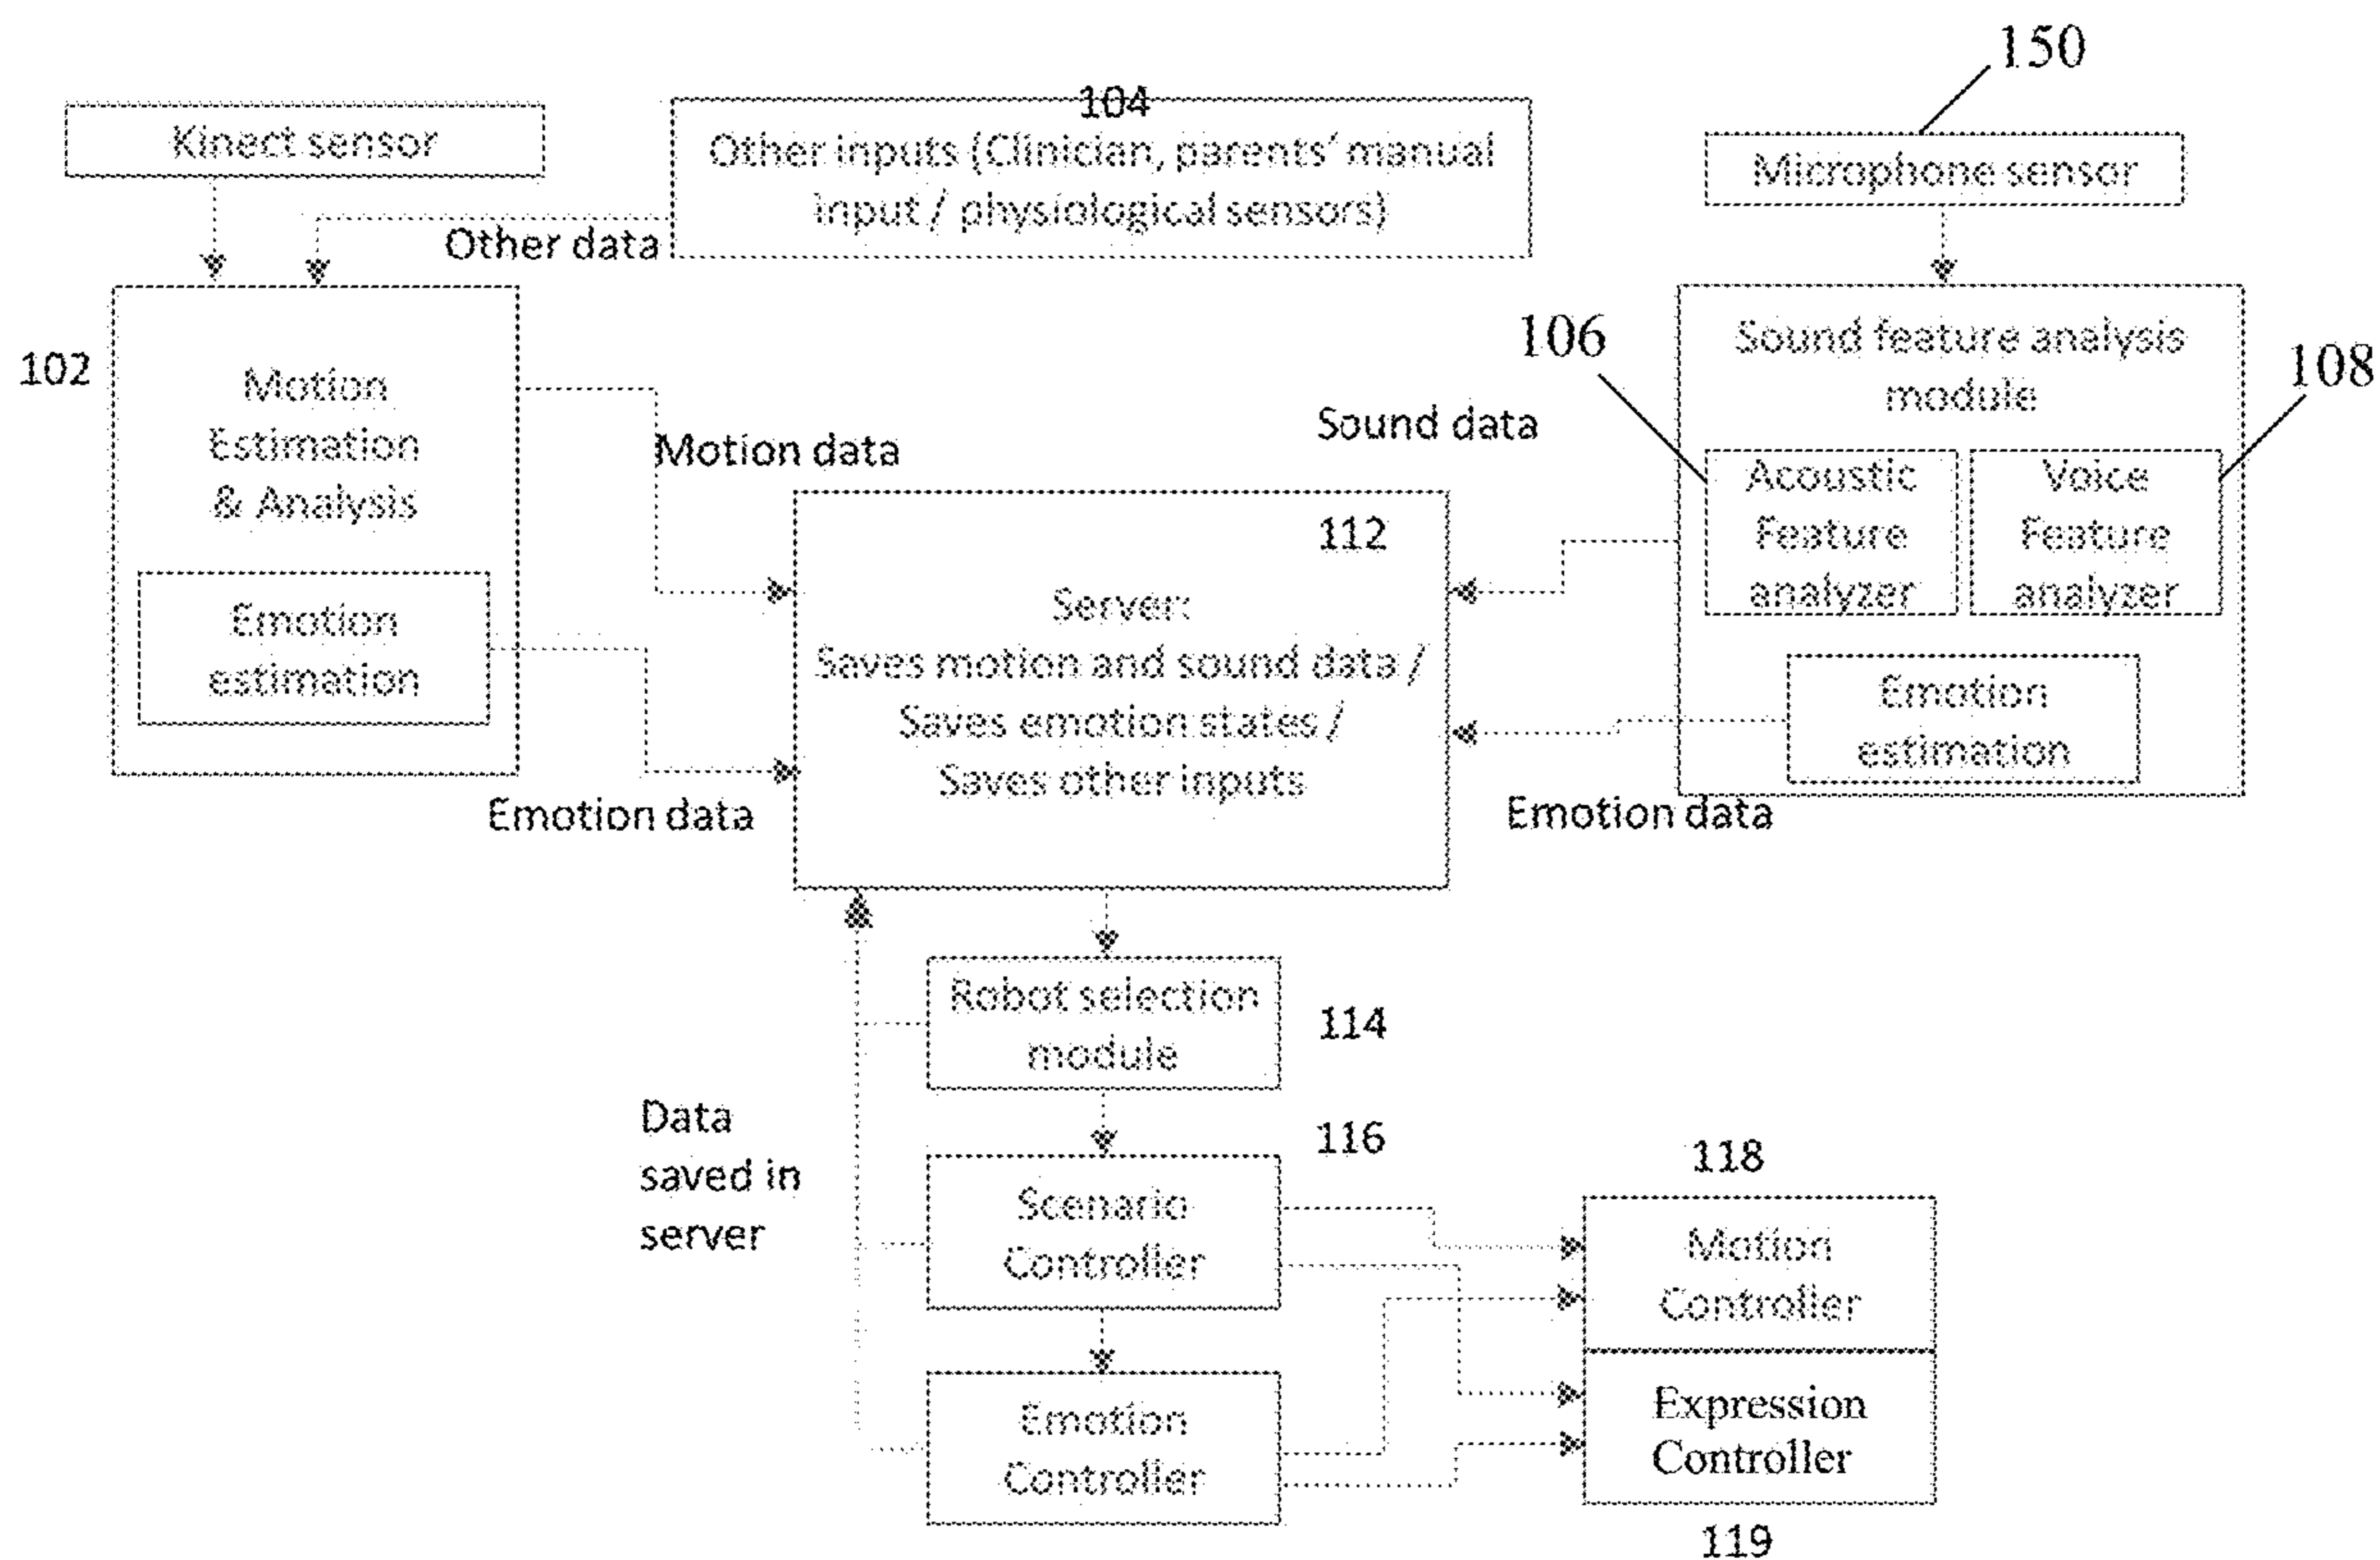 150
104
Kinect sensor
Other inputs (Clinician, parents' manual
input / physiological sensors)
Microphone sensor
Other data
102
Motion
Estimation
& Analysis
Emotion
estimation
Motion data
Emotion data
Sound data
106
108
Sound feature analysis
module
Acoustic
Feature
analyzer
Voice
Feature
analyzer
Emotion
estimation
Emotion data
112
Server:
Saves motion and sound data /
Saves emotion states /
Saves other inputs
Robot selection
module
114
Data
saved in
server
116
Scenario
Controller
Emotion
Controller
118
Motion
Controller
Expression
Controller
119